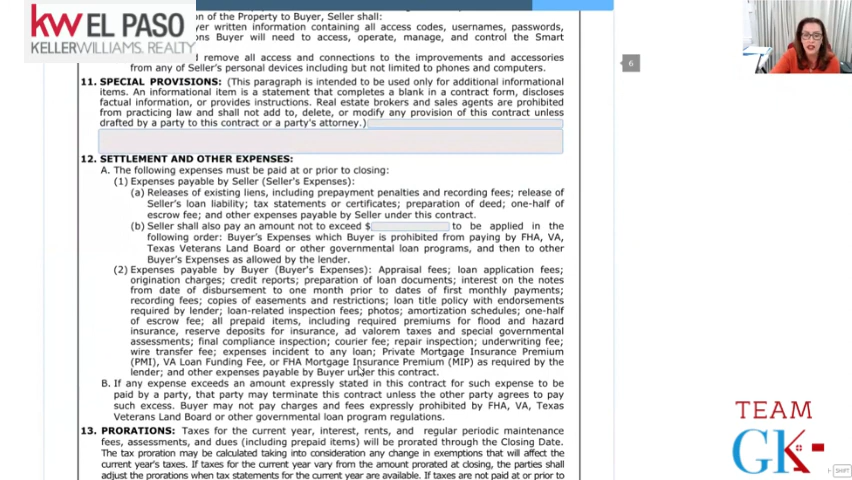 kw EL PASO
KELLERWILLIAMS. REALTY
on of the Property to Buyer, Seller shall:
yer written information containing all access codes, usernames, passwords,
ons Buyer will need to access, operate, manage, and control the Smart
d remove all access and connections to the improvements and accessories
from any of Seller's personal devices including but not limited to phones and computers.
11. SPECIAL PROVISIONS: (This paragraph is intended to be used only for additional informational
items. An informational item is a statement that completes a blank in a contract form, discloses
factual information, or provides instructions. Real estate brokers and sales agents are prohibited
from practicing law and shall not add to, delete, or modify any provision of this contract unless
drafted by a party to this contract or a party's attorney.)
12. SETTLEMENT AND OTHER EXPENSES:
A. The following expenses must be paid at or prior to closing:
(1) Expenses payable by Seller (Seller's Expenses):
(a) Releases of existing liens, including prepayment penalties and recording fees; release of
Seller's loan liability; tax statements or certificates; preparation of deed; one-half of
escrow fee; and other expenses payable by Seller under this contract.
(b) Seller shall also pay an amount not to exceed $ to be applied in the
following order: Buyer's Expenses which Buyer is prohibited from paying by FHA, VA,
Texas Veterans Land Board or other governmental loan programs, and then to other
Buyer's Expenses as allowed by the lender.
(2) Expenses payable by Buyer (Buyer's Expenses): Appraisal fees; loan application fees;
origination charges; credit reports; preparation of loan documents; interest on the notes
from date of disbursement to one month prior to dates of first monthly payments;
recording fees; copies of easements and restrictions; loan title policy with endorsements
required by lender; loan-related inspection fees; photos; amortization schedules; one-half
of escrow fee; all prepaid items, including required premiums for flood and hazard
insurance, reserve deposits for insurance, ad valorem taxes and special governmental
assessments; final compliance inspection; courier fee; repair inspection; underwriting fee;
wire transfer fee; expenses incident to any loan; Private Mortgage Insurance Premium
(PMI), VA Loan Funding Fee, or FHA Mortgage Insurance Premium (MIP) as required by the
lender; and other expenses payable by Buyer under this contract.
B. If any expense exceeds an amount expressly stated in this contract for such expense to be
paid by a party, that party may terminate this contract unless the other party agrees to pay
such excess. Buyer may not pay charges and fees expressly prohibited by FHA, VA, Texas
Veterans Land Board or other governmental loan program regulations.
13. PRORATIONS: Taxes for the current year, interest, rents, and regular periodic maintenance
fees, assessments, and dues (including prepaid items) will be prorated through the Closing Date.
The tax proration may be calculated taking into consideration any change in exemptions that will affect the
current year's taxes. If taxes for the current year vary from the amount prorated at closing, the parties shall
adjust the prorations when tax statements for the current year are available. If taxes are not paid at or prior to
6
TEAM
GK
SHIFT